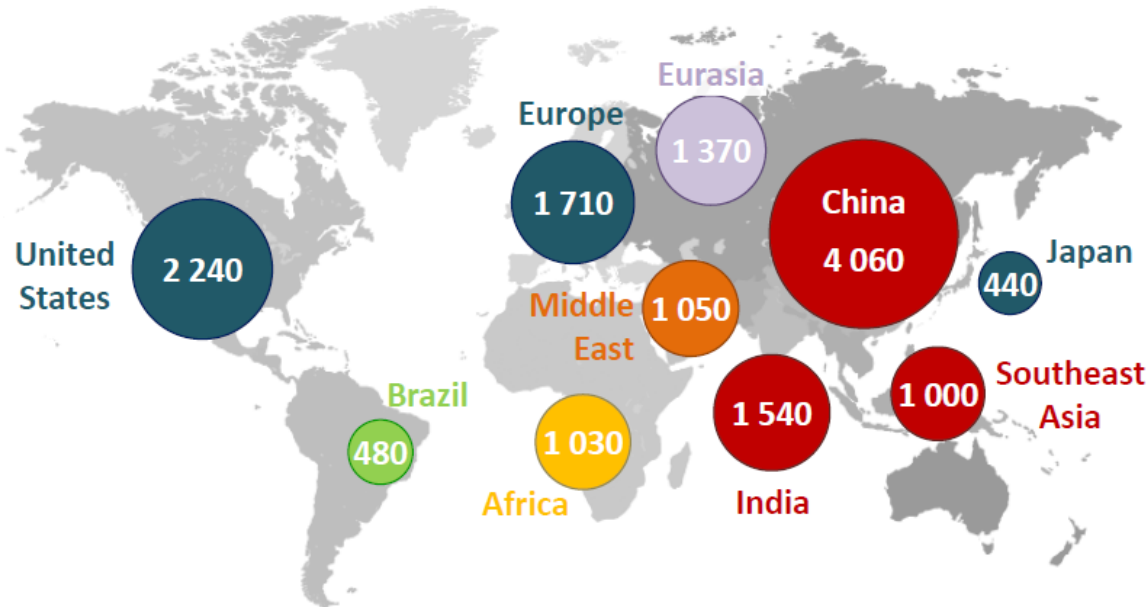 Eurasia
1 370
Europe
1 710
China
4 060
United
States
2 240
Japan
440
Middle
East
1 050
Brazil
480
Africa
1 030
India
1 540
Southeast
Asia
1 000